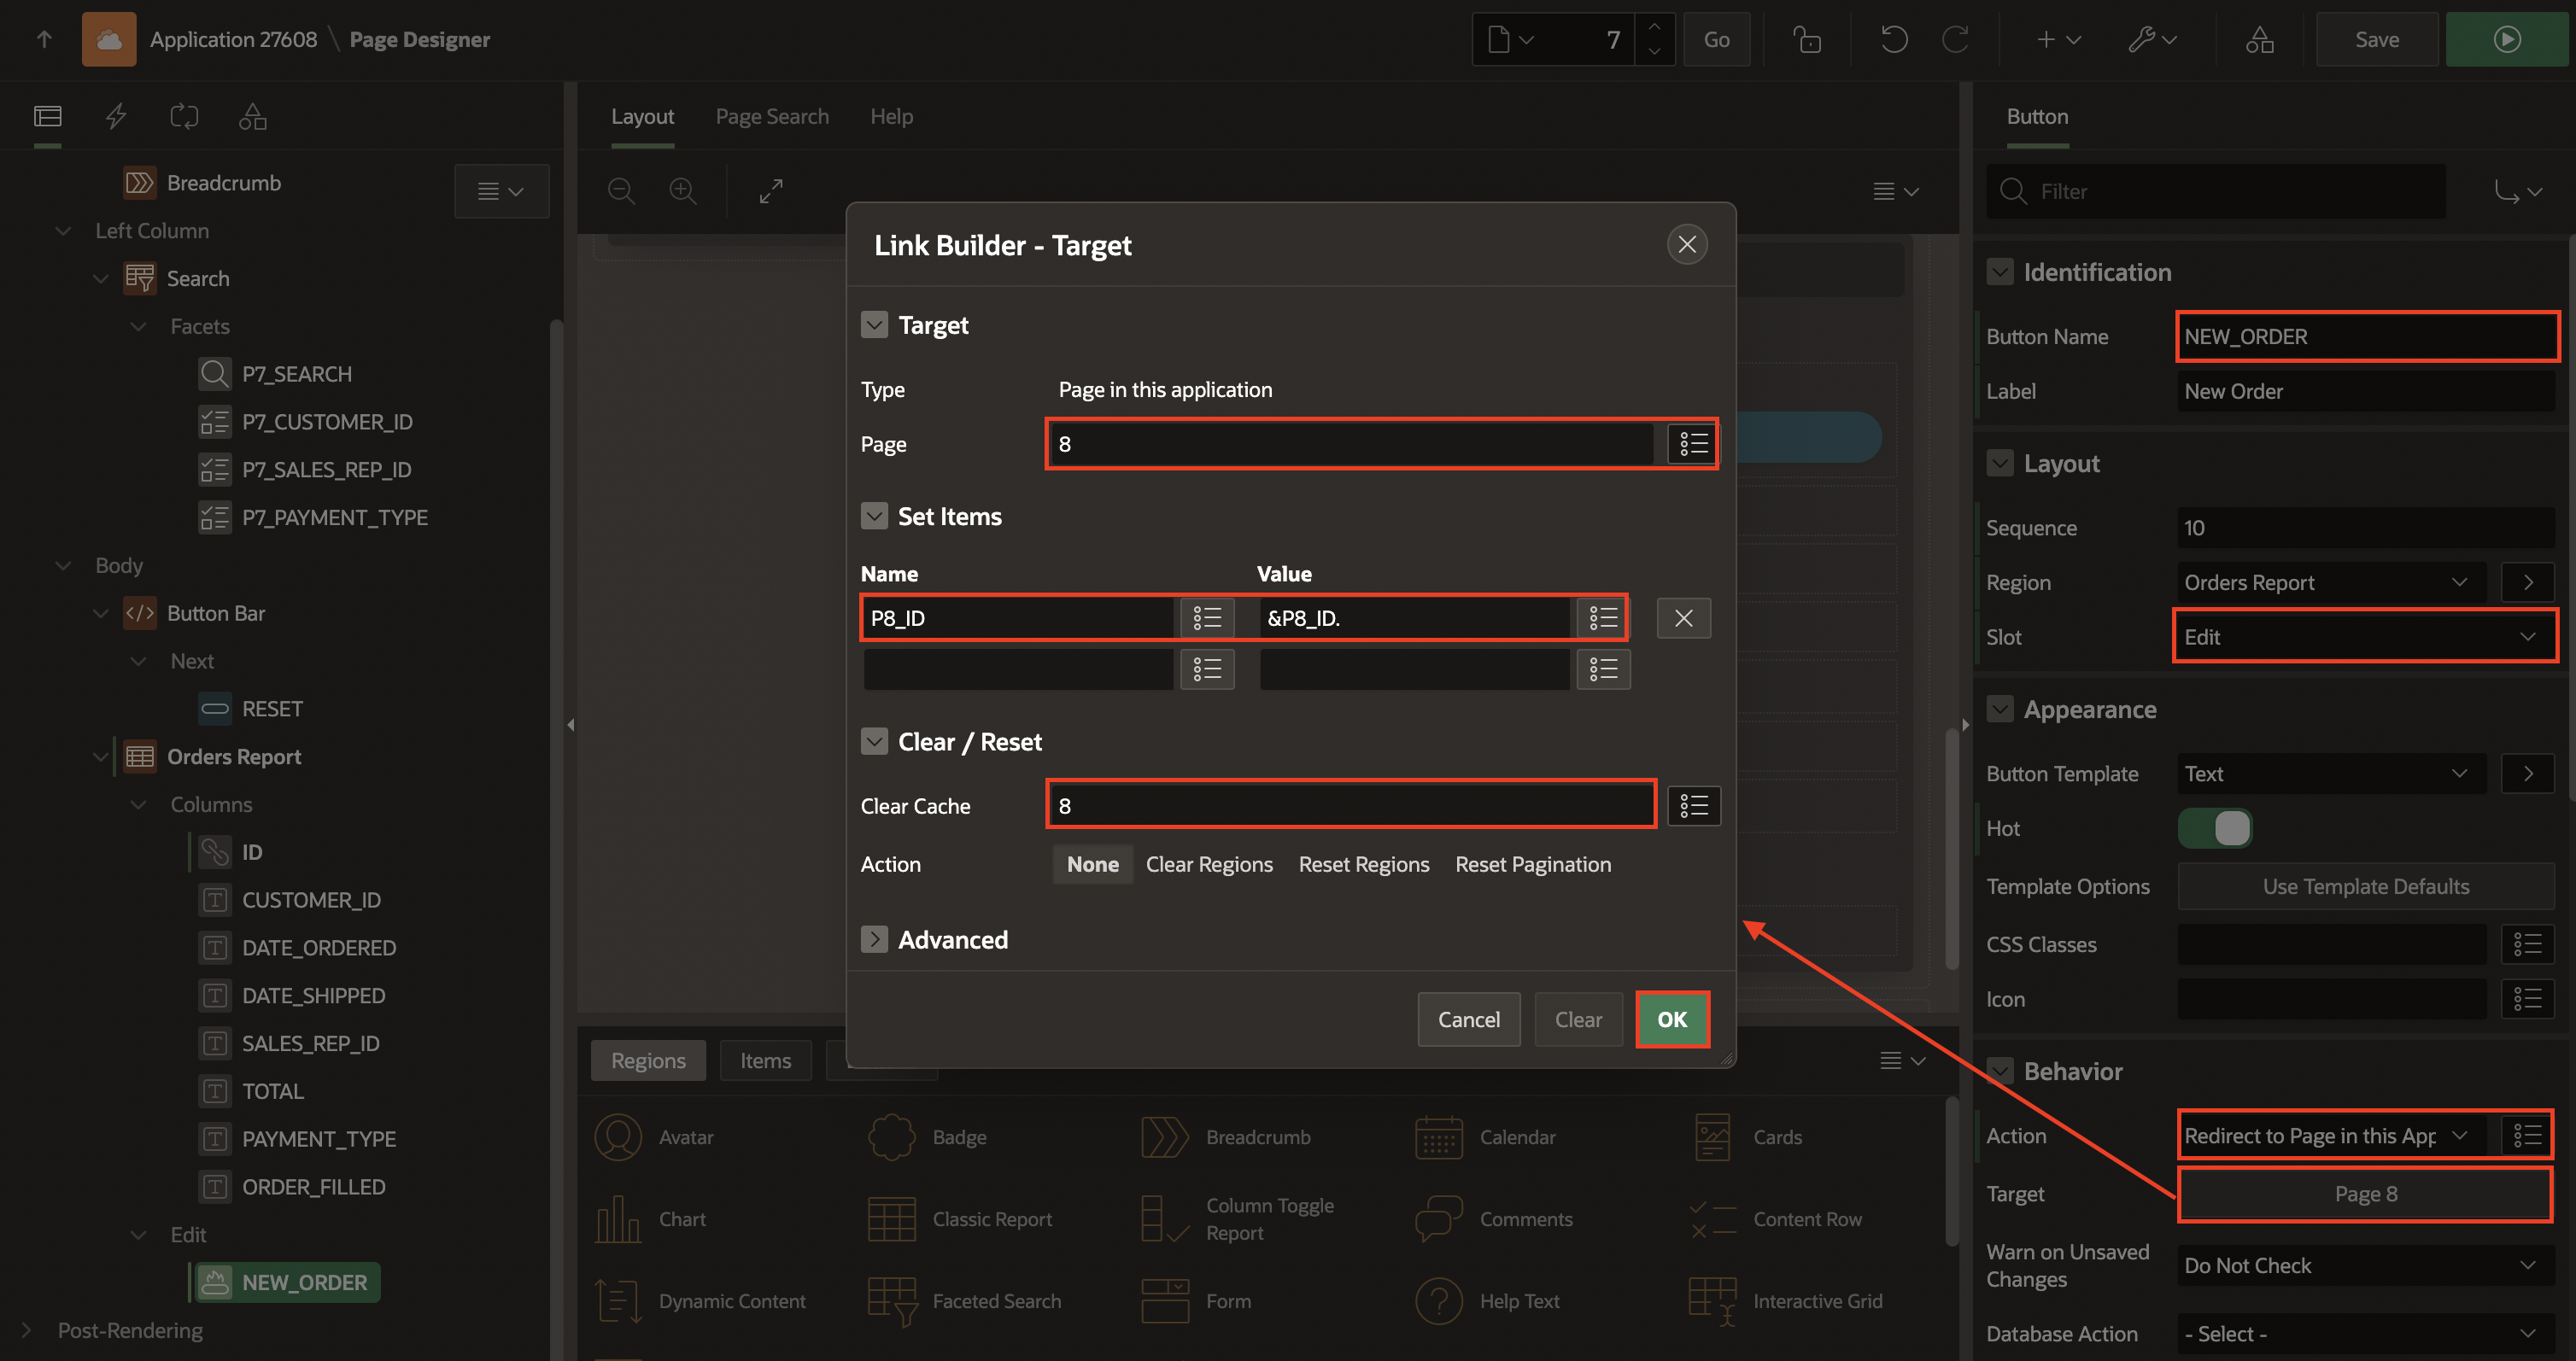 Application 27608 \ Page Designer
7
Go
Save
Breadcrumb
Left Column
Search
Facets
P7_SEARCH
P7_CUSTOMER_ID
P7_SALES_REP_ID
P7_PAYMENT_TYPE
Body
Button Bar
Next
RESET
Orders Report
Columns
ID
CUSTOMER_ID
DATE_ORDERED
DATE_SHIPPED
SALES_REP_ID
TOTAL
PAYMENT_TYPE
ORDER_FILLED
Edit
NEW_ORDER
Post-Rendering
Layout
Page Search
Help
Link Builder - Target
Target
Type
Page in this application
Page
8
Set Items
Name
Value
P8_ID
&P8_ID.
Clear / Reset
Clear Cache
8
Action
None
Clear Regions
Reset Regions
Reset Pagination
Advanced
Cancel
Clear
OK
Regions
Items
Avatar
Badge
Breadcrumb
Calendar
Cards
Chart
Classic Report
Column Toggle
Report
Comments
Content Row
Dynamic Content
Faceted Search
Form
Help Text
Interactive Grid
Button
Filter
Identification
Button Name
NEW_ORDER
Label
New Order
Layout
Sequence
10
Region
Orders Report
Slot
Edit
Appearance
Button Template
Text
Hot
Template Options
Use Template Defaults
CSS Classes
Icon
Behavior
Action
Redirect to Page in this App
Target
Page 8
Warn on Unsaved
Changes
Do Not Check
Database Action
- Select -